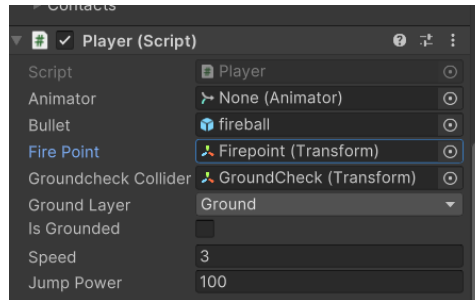 Contacts
# Player (Script)
Script Player
Animator None (Animator)
Bullet fireball
Fire Point Firepoint (Transform)
Groundcheck Collider GroundCheck (Transform)
Ground Layer Ground
Is Grounded
Speed 3
Jump Power 100